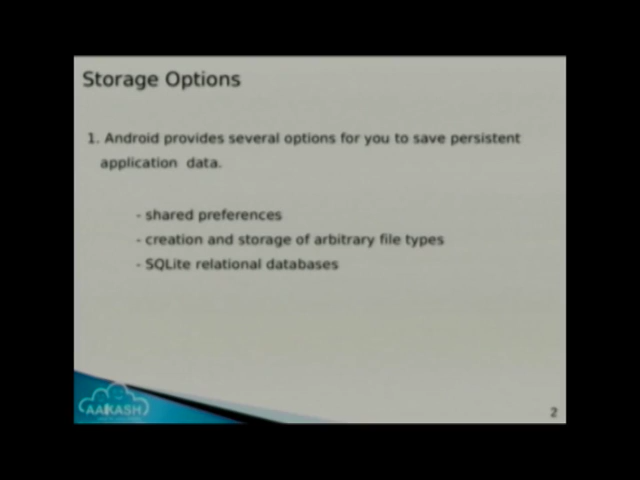 Storage Options
1. Android provides several options for you to save persistent
application data.
- shared preferences
- creation and storage of arbitrary file types
- SQLite relational databases
AAKASH
2